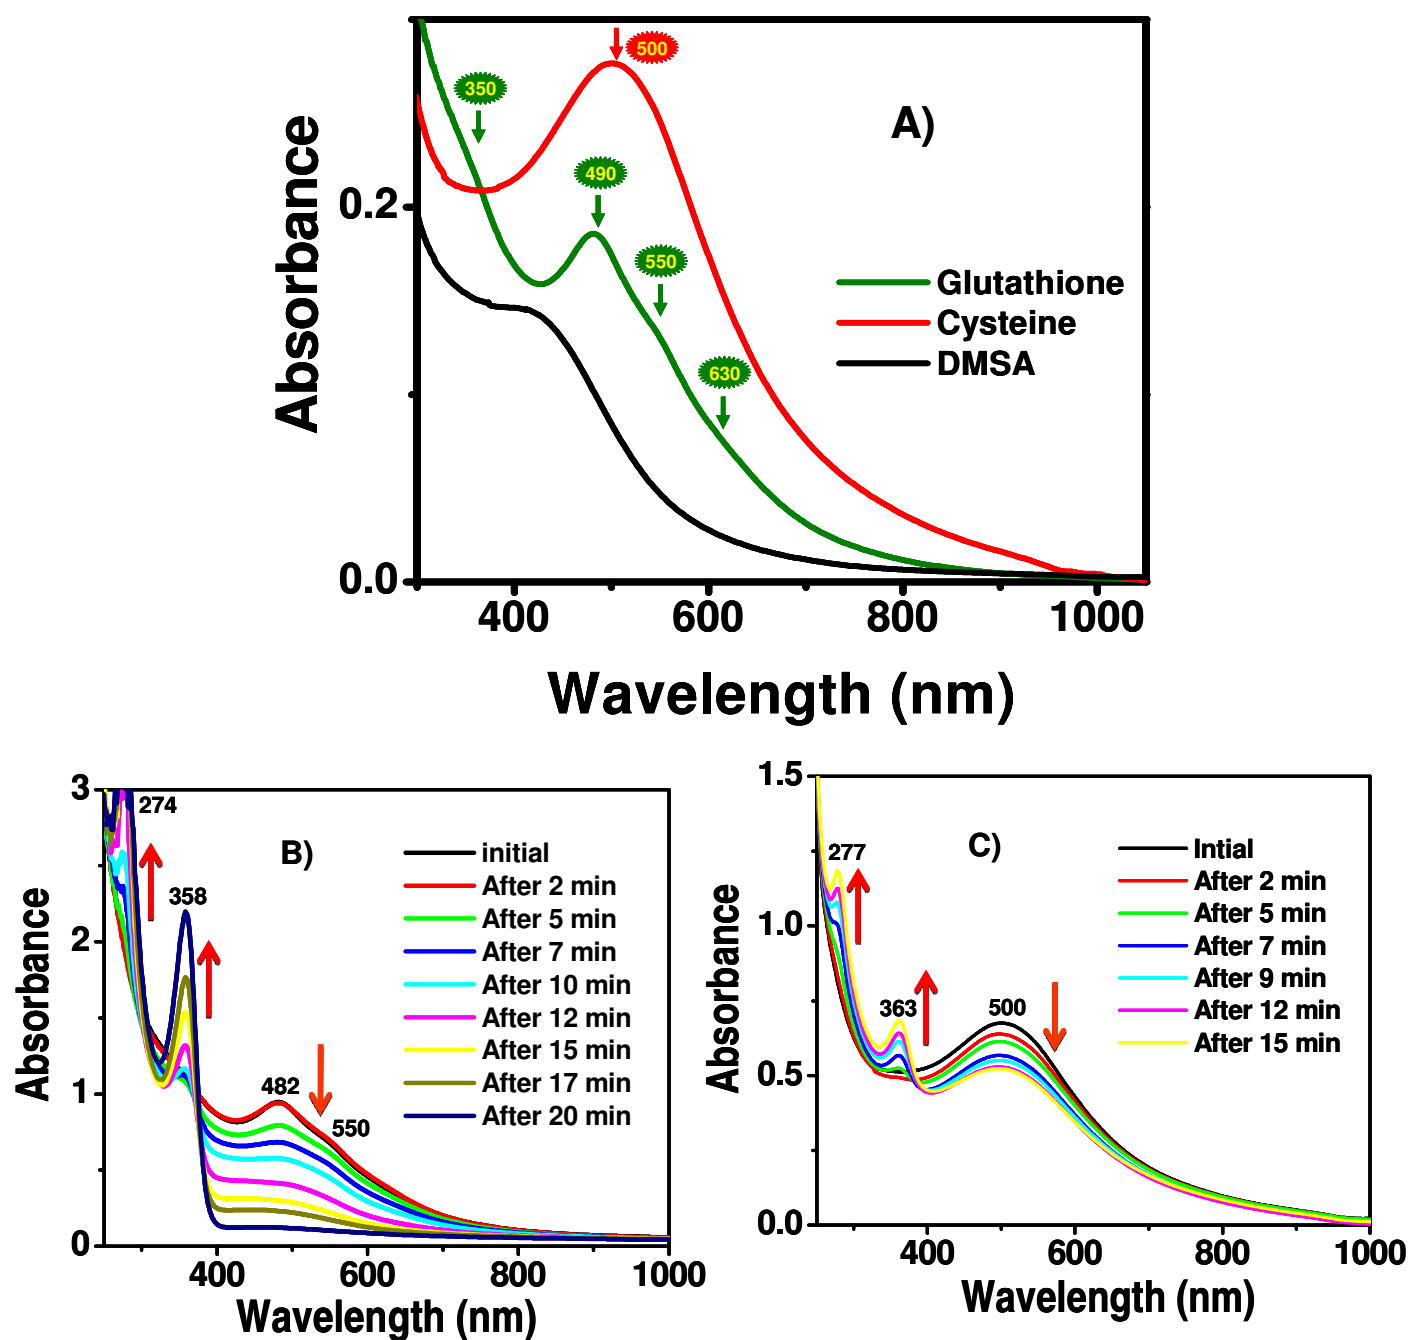 500
350
A)
490
0.2
550
Glutathione
Cysteine
DMSA
630
0.0
400
600
800
1000
Absorbance
Wavelength (nm)
3
274
B)
initial
After 2 min
358
After 5 min
2
After 7 min
After 10 min
After 12 min
After 15 min
482
After 17 min
1
550
After 20 min
0
400
600
800
1000
Absorbance
Wavelength (nm)
1.5
277
C)
Intial
After 2 min
1.0
After 5 min
After 7 min
After 9 min
363
500
After 12 min
After 15 min
0.5
0.0
400
600
800
1000
Absorbance
Wavelength (nm)